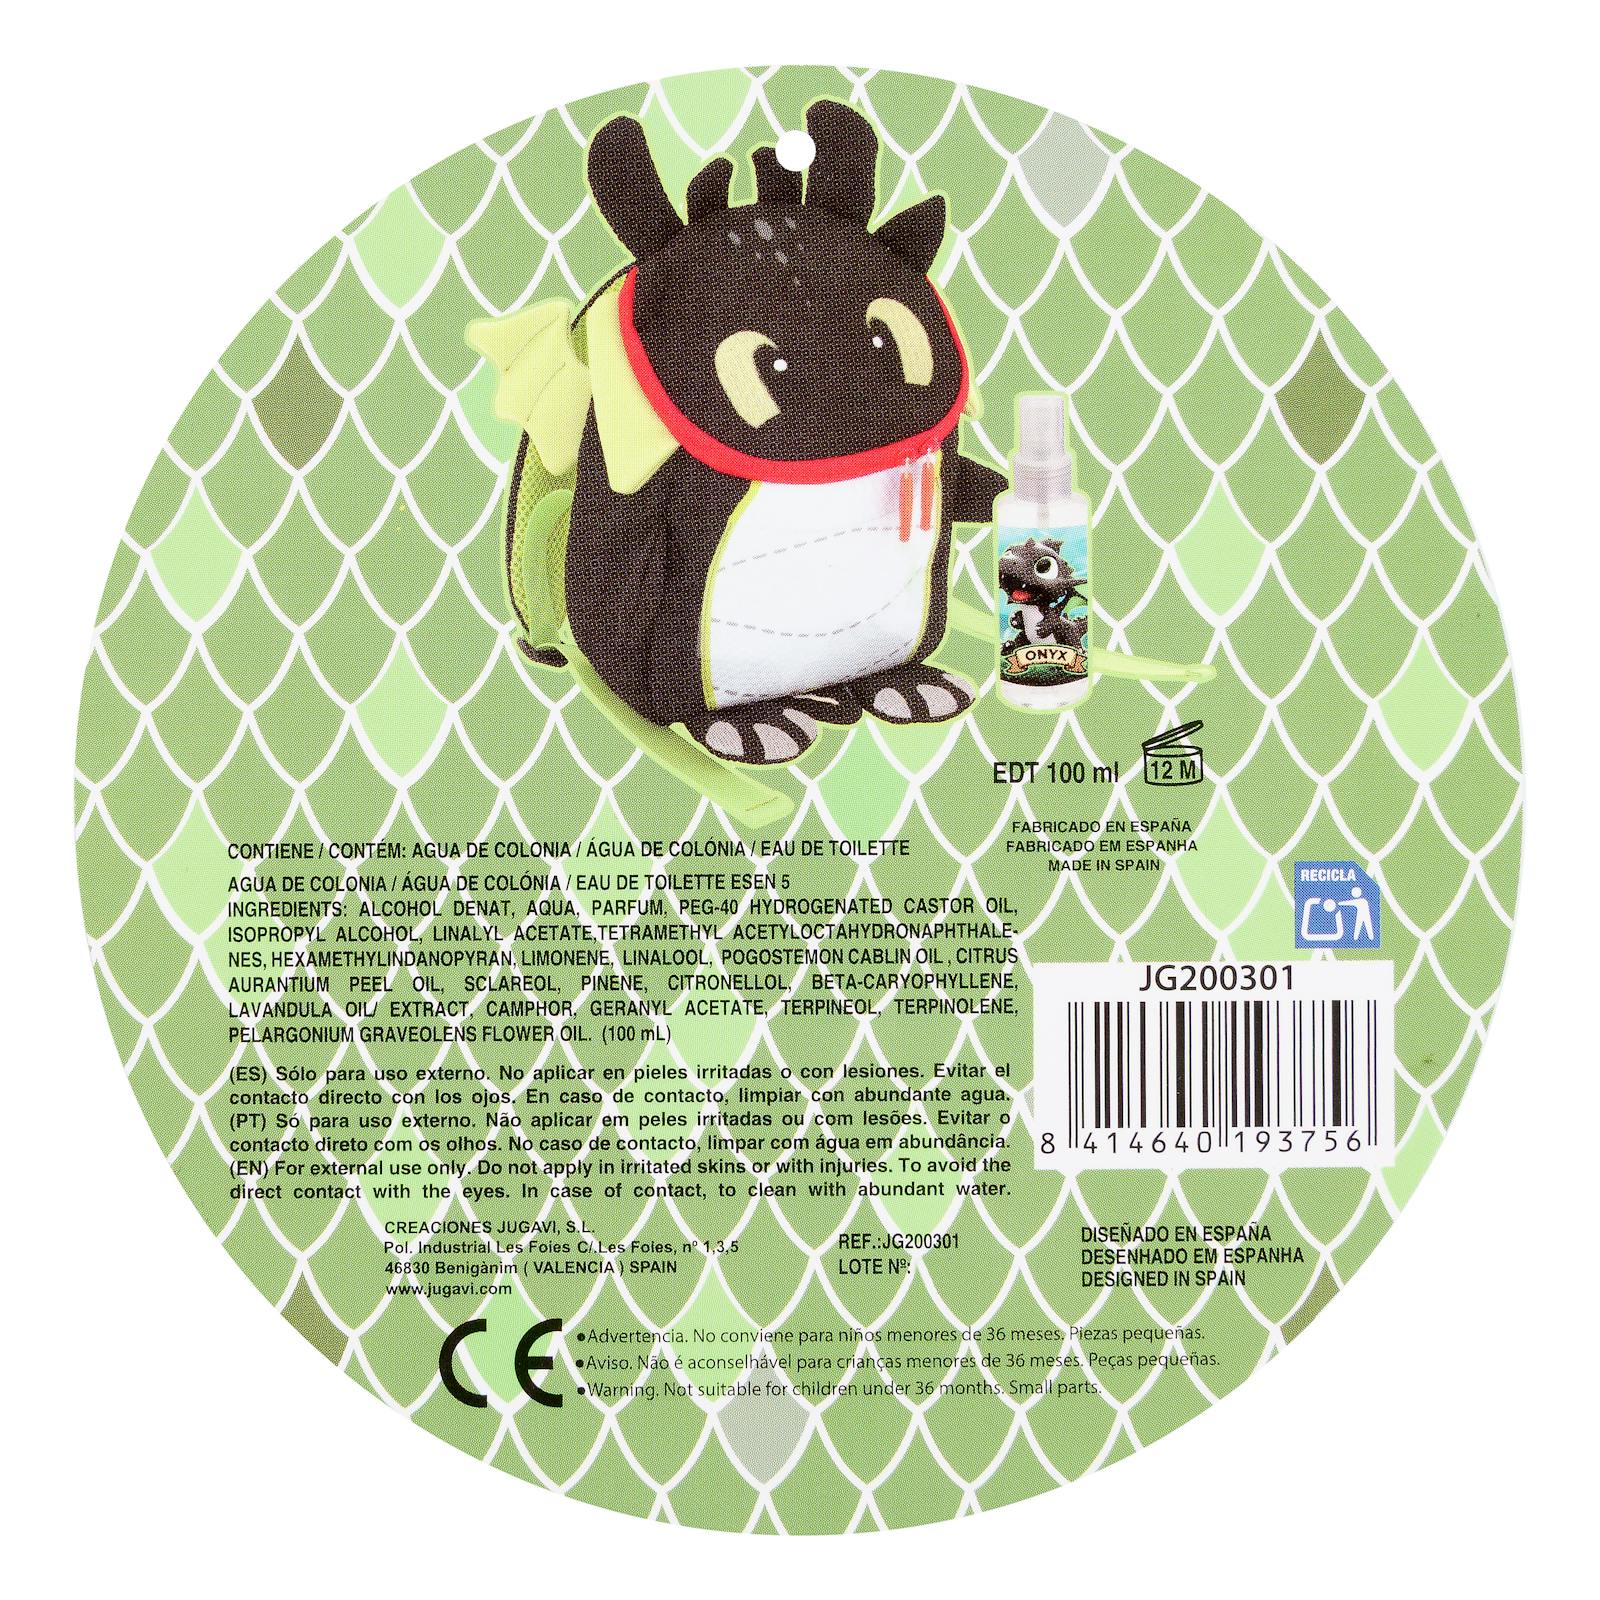 ONYX
EDT 100 ml
12 M
FABRICADO EN ESPAÑA
FABRICADO EM ESPANHA
MADE IN SPAIN
CONTIENE / CONTÉM: AGUA DE COLONIA / ÁGUA DE COLÓNIA / EAU DE TOILETTE
AGUA DE COLONIA / ÁGUA DE COLÓNIA / EAU DE TOILETTE ESEN 5
INGREDIENTS: ALCOHOL DENAT, AQUA, PARFUM, PEG-40 HYDROGENATED CASTOR OIL,
ISOPROPYL ALCOHOL, LINALYL ACETATE,TETRAMETHYL ACETYLOCTAHYDRONAPHTHALE-
NES, HEXAMETHYLINDANOPYRAN, LIMONENE, LINALOOL, POGOSTEMON CABLIN OIL , CITRUS
AURANTIUM PEEL OIL, SCLAREOL, PINENE, CITRONELLOL, BETA-CARYOPHYLLENE,
LAVANDULA OIL/ EXTRACT, CAMPHOR, GERANYL ACETATE, TERPINEOL, TERPINOLENE,
PELARGONIUM GRAVEOLENS FLOWER OIL. (100 mL)
RECICLA
JG200301
8 414640 193756
(ES) Sólo para uso externo. No aplicar en pieles irritadas o con lesiones. Evitar el
contacto directo con los ojos. En caso de contacto, limpiar con abundante agua.
(PT) Só para uso externo. Não aplicar em peles irritadas ou com lesões. Evitar o
contacto direto com os olhos. No caso de contacto, limpar com água em abundância.
(EN) For external use only. Do not apply in irritated skins or with injuries. To avoid the
direct contact with the eyes. In case of contact, to clean with abundant water.
CREACIONES JUGAVI, S.L.
Pol. Industrial Les Foies C/.Les Foies, nº 1,3,5
46830 Benigànim ( VALENCIA ) SPAIN
www.jugavi.com
REF.:JG200301
LOTE Nº:
DISEÑADO EN ESPAÑA
DESENHADO EM ESPANHA
DESIGNED IN SPAIN
CE
•Advertencia. No conviene para niños menores de 36 meses. Piezas pequeñas.
•Aviso. Não é aconselhável para crianças menores de 36 meses. Peças pequeñas.
•Warning. Not suitable for children under 36 months. Small parts.